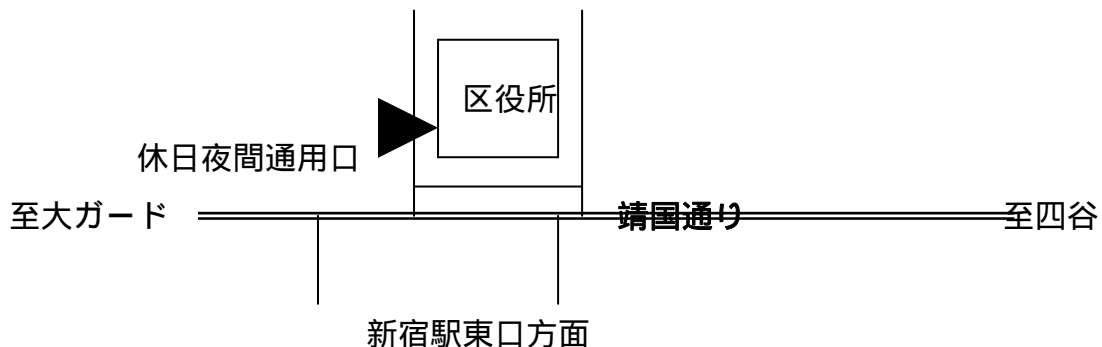 区役所
休日夜間通用口
至大ガード
靖国通り
至四谷
新宿駅東口方面